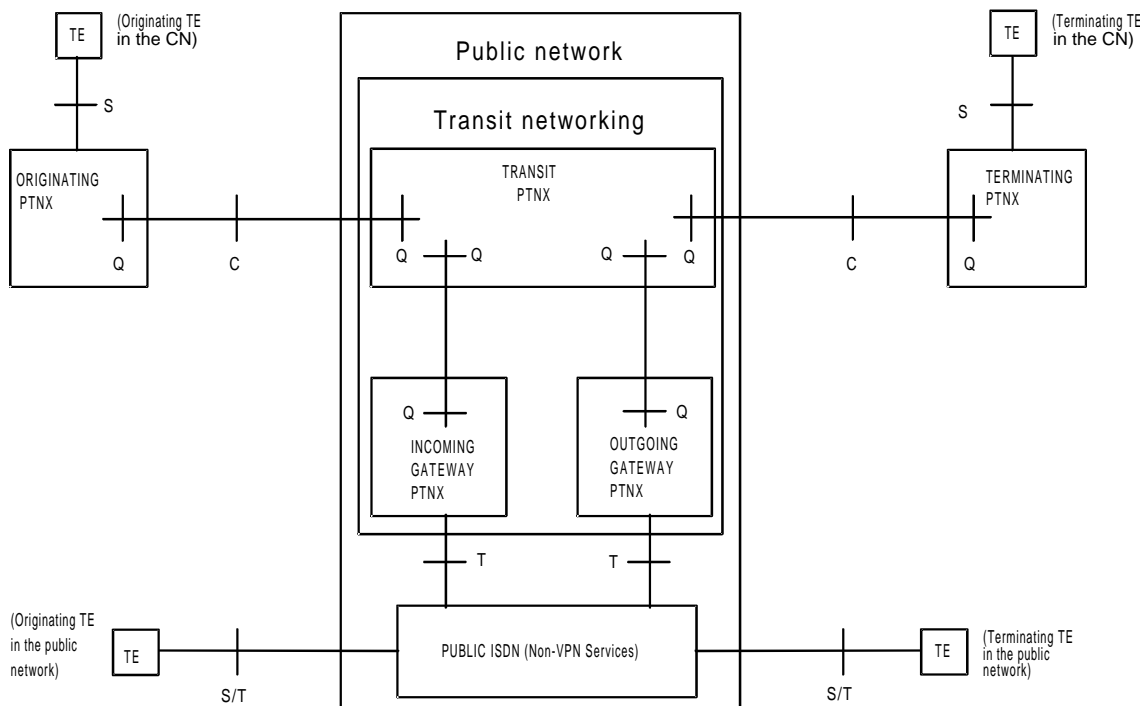 TE
(Originating TE
in the CN)
Public network
TE
(Terminating TE
in the CN)
S
S
Transit networking
ORIGINATING
PTNX
TRANSIT
PTNX
TERMINATING
PTNX
Q
C
Q
Q
Q
Q
C
Q
Q
Q
INCOMING
GATEWAY
PTNX
OUTGOING
GATEWAY
PTNX
T
T
(Originating TE
in the public
network)
TE
S/T
PUBLIC ISDN (Non-VPN Services)
S/T
TE
(Terminating TE
in the public
network)